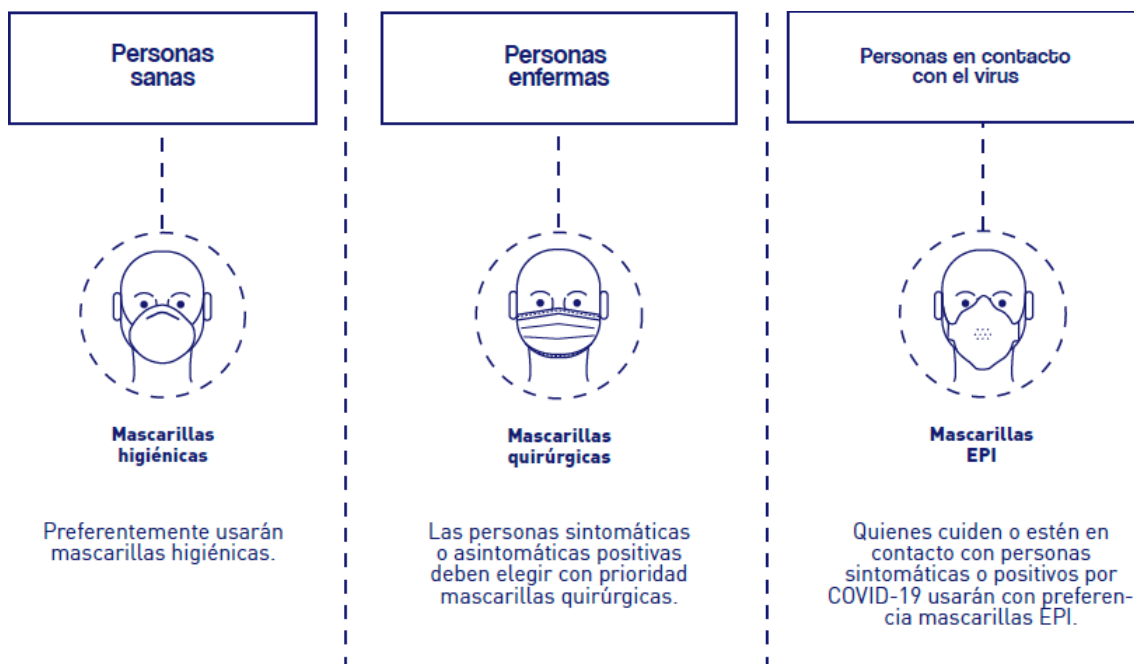 Personas
sanas
Mascarillas
higiénicas
Preferentemente usarán
mascarillas higiénicas.
Personas
enfermas
Mascarillas
quirúrgicas
Las personas sintomáticas
o asintomáticas positivas
deben elegir con prioridad
mascarillas quirúrgicas.
Personas en contacto
con el virus
Mascarillas
EPI
Quienes cuiden o estén en
contacto con personas
sintomáticas o positivos por
COVID-19 usarán con preferen-
cia mascarillas EPI.